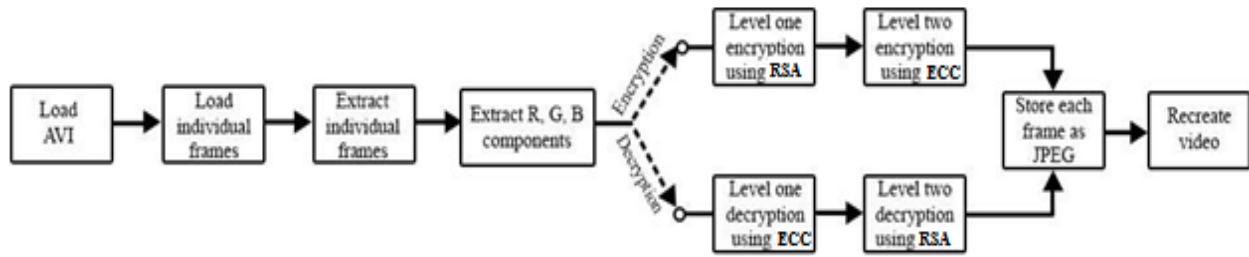 Load
AVI
Load
individual
frames
Extract
individual
frames
Extract R, G, B
components
Encryption
Level one
encryption
using RSA
Level two
encryption
using ECC
Decryption
Level one
decryption
using ECC
Level two
decryption
using RSA
Store each
frame as
JPEG
Recreate
video